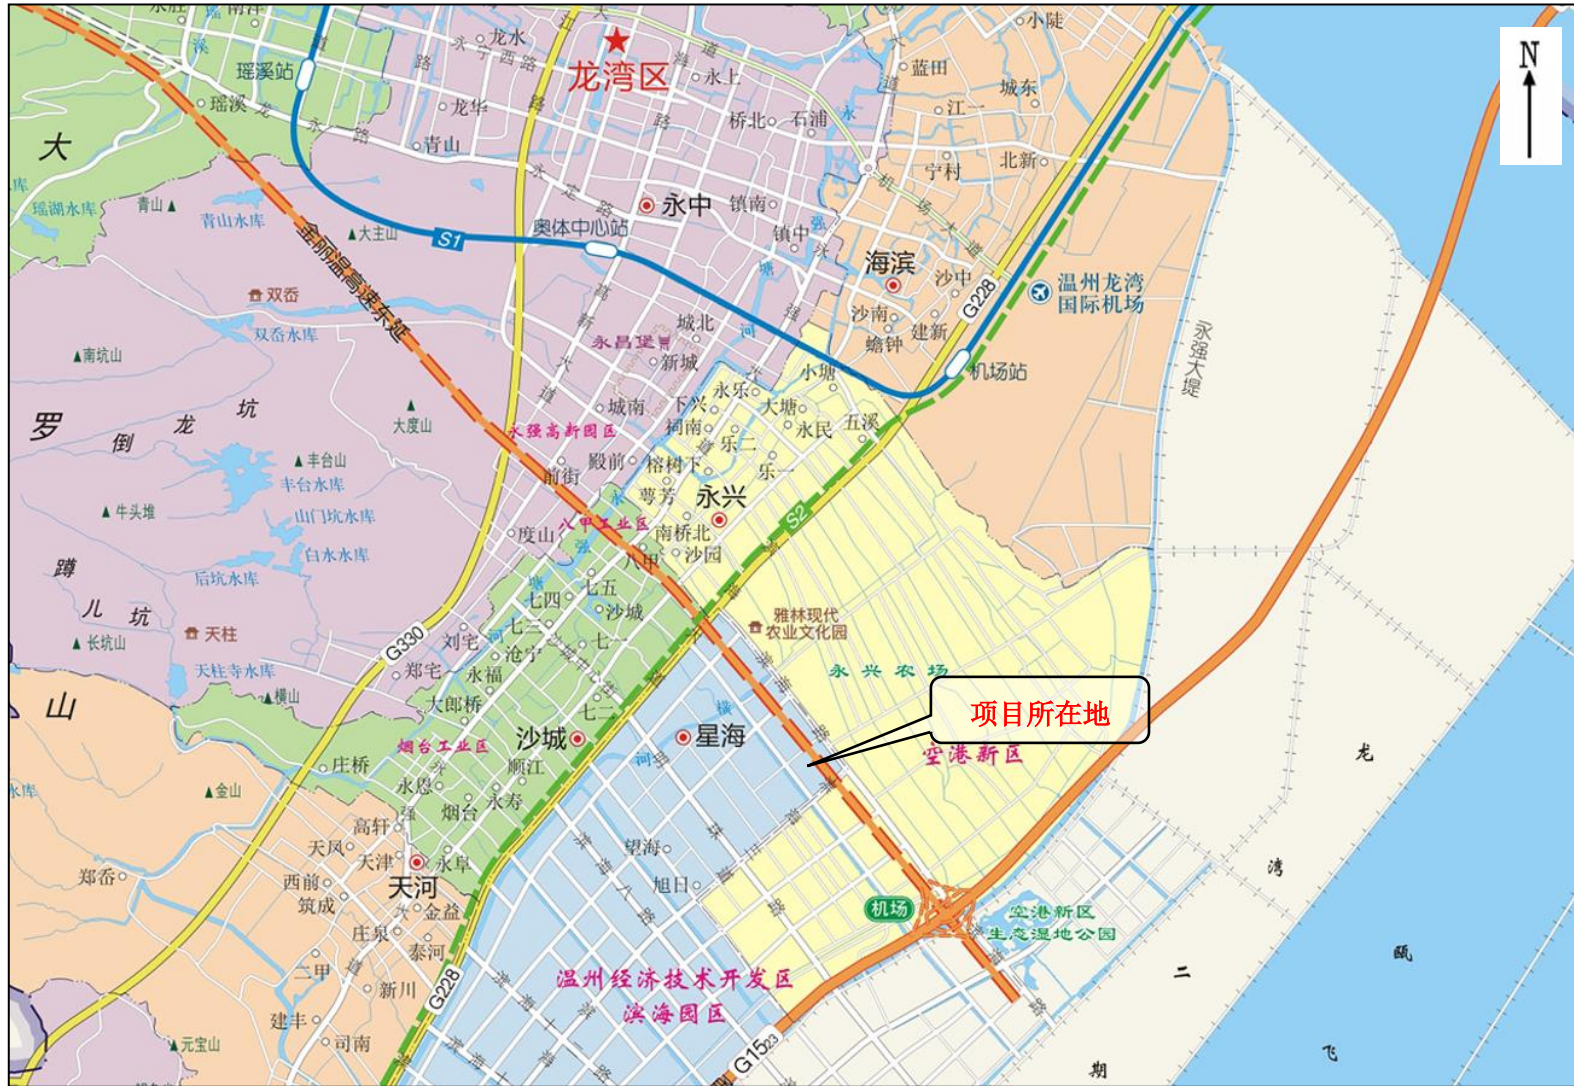 小陡
龙水
永宁西路
龙湾区
永上
蓝田
城东
N
瑶溪站
瑶溪
龙华
江一
桥北
石浦
青山
北新
宁村
大
瑶湖水库
青山
青山水库
大主山
永定路
永中
镇南
镇中
机场大道
S1
奥体中心站
海滨
沙中
G228
温州龙湾
国际机场
金丽温高速东延
双岙
双岙水库
沙南
建新
蟾钟
城北
永昌堡
新城
永强大堤
南坑山
小塘
机场站
永乐
下兴
大塘
五溪
罗
倒龙坑
大度山
城南
祠南
永民
乐二
永强高新园区
前街
殿前
榕树下
乐一
丰台山
丰台水库
萼芳
永兴
牛头堆
山门坑水库
八甲工业区
南桥北
S2
度山
沙园
白水水库
八甲
后坑水库
蹲儿坑
七五
七四
沙城
雅林现代
农业文化园
天柱
刘宅
七三
七一
长坑山
G330
沧宁
郑宅
永福
永兴农场
天柱寺水库
横山
大郎桥
七二
山
项目所在地
烟台工业区
沙城
星海
横河
空港新区
龙
庄桥
顺江
永恩
永寿
金山
烟台
高轩
天凤
天津
永阜
望海
郑岙
天河
西前
旭日
湾
筑成
金益
机场
空港新区
生态湿地公园
庄泉
泰河
二甲
瓯
新川
温州经济技术开发区
滨海园区
二
G228
建丰
司南
元宝山
G1523
飞
期